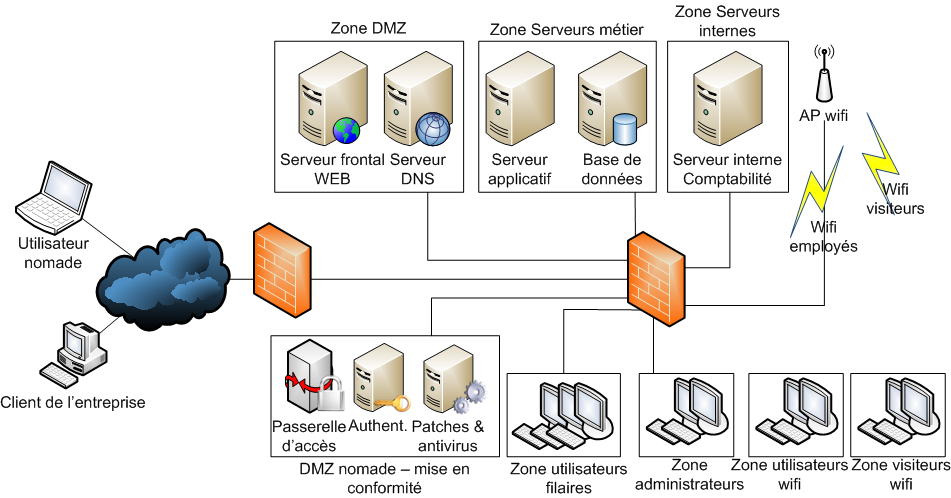 Zone DMZ
Zone Serveurs métier
Zone Serveurs
internes
Serveur frontal
WEB
Serveur
DNS
Serveur
applicatif
Base de
données
Serveur interne
Comptabilité
AP wifi
Wifi
visiteurs
Wifi
employés
Utilisateur
nomade
Client de l’entreprise
Passerelle
d’accès
Authent.
Patches &
antivirus
DMZ nomade – mise en
conformité
Zone utilisateurs
filaires
Zone
administrateurs
Zone utilisateurs
wifi
Zone visiteurs
wifi